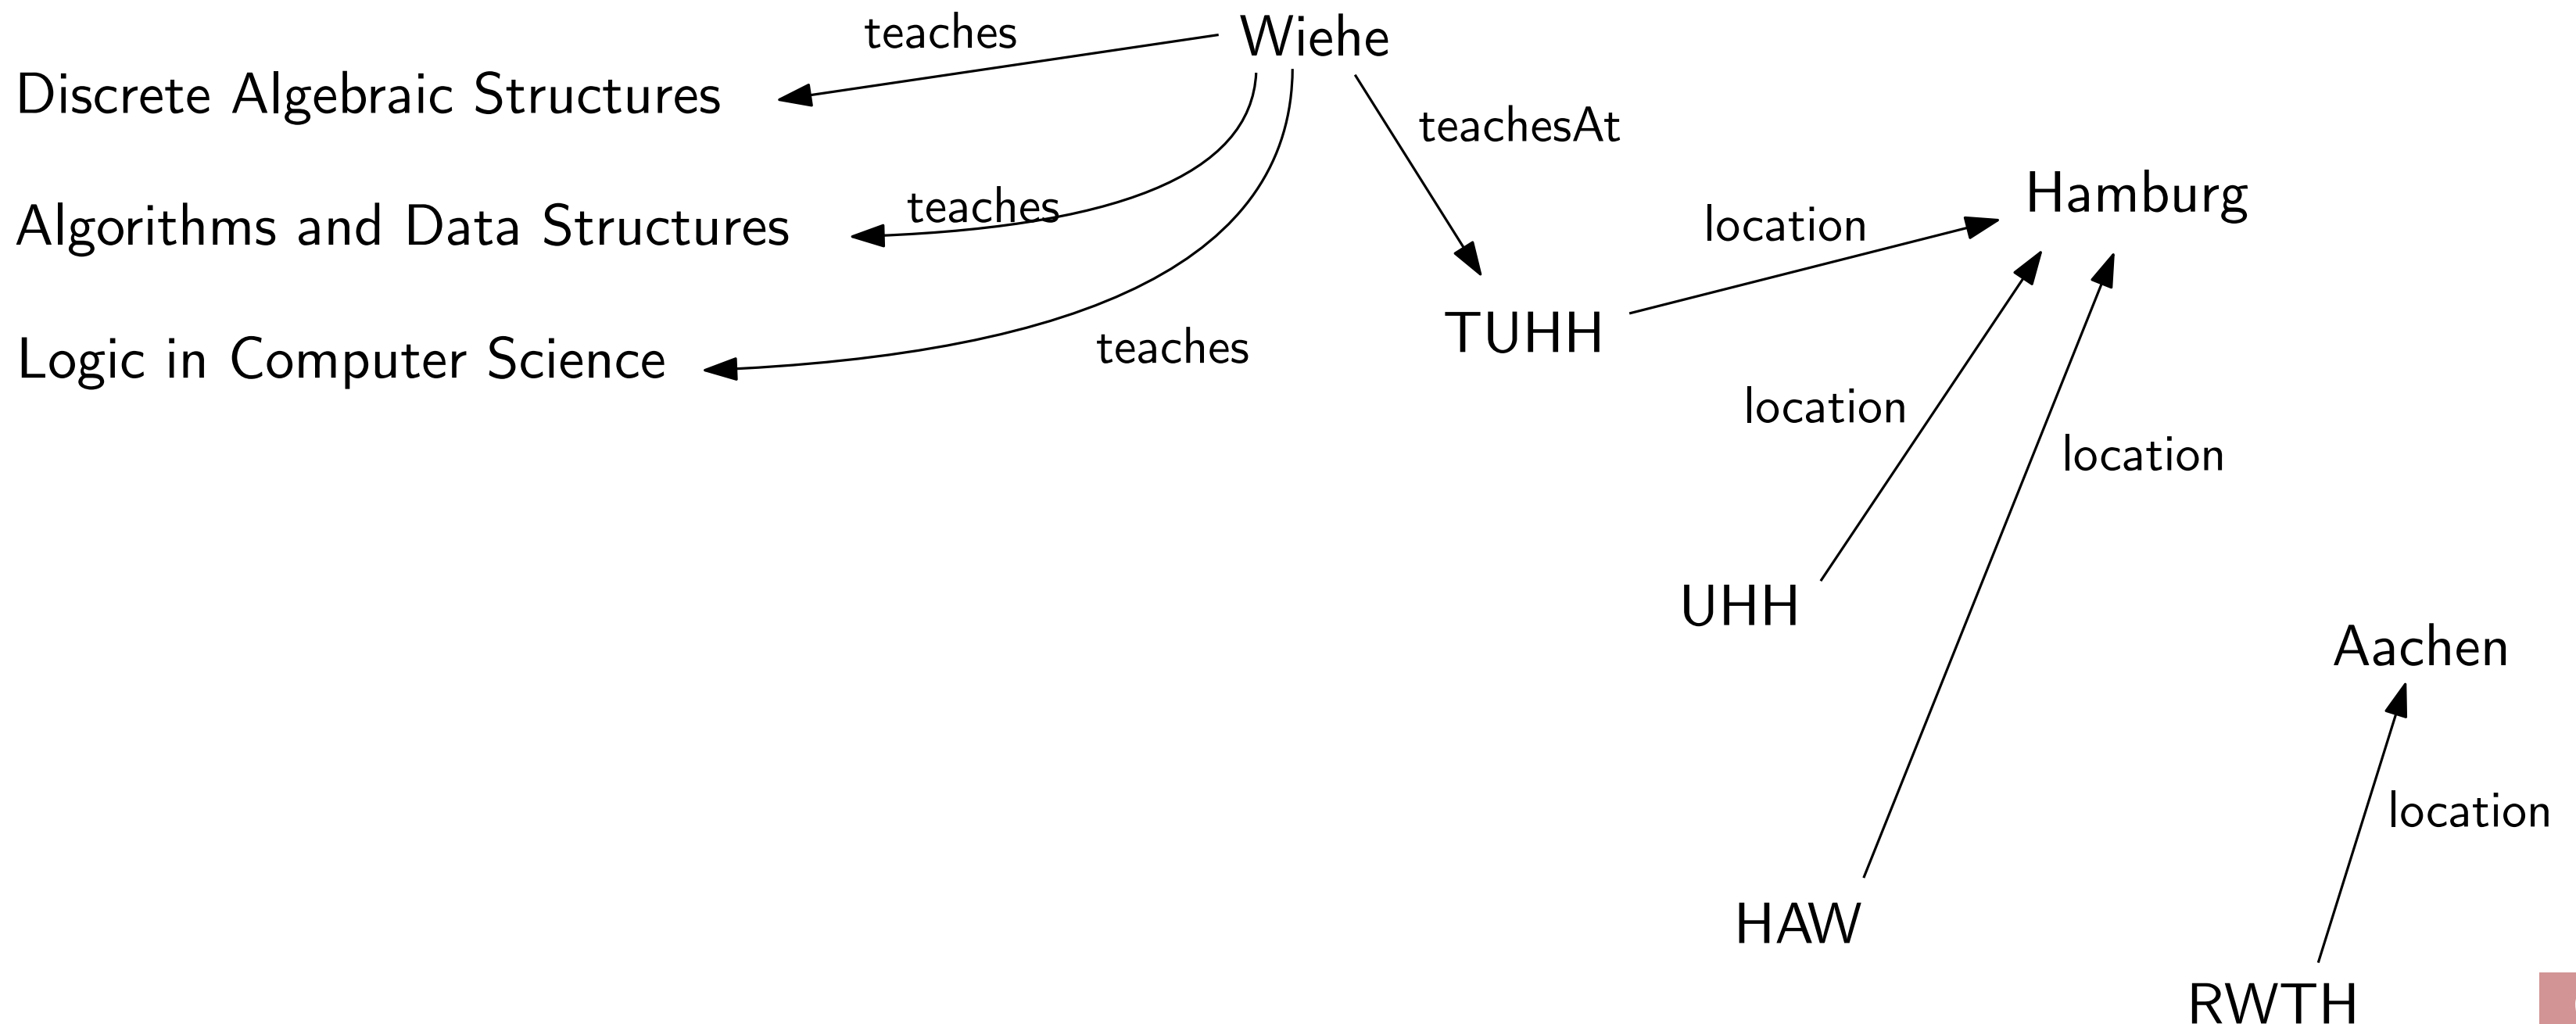 teaches
Wiehe
Discrete Algebraic Structures
teachesAt
teaches
Algorithms and Data Structures
Hamburg
location
teaches
Logic in Computer Science
TUHH
location
location
UHH
Aachen
location
HAW
RWTH